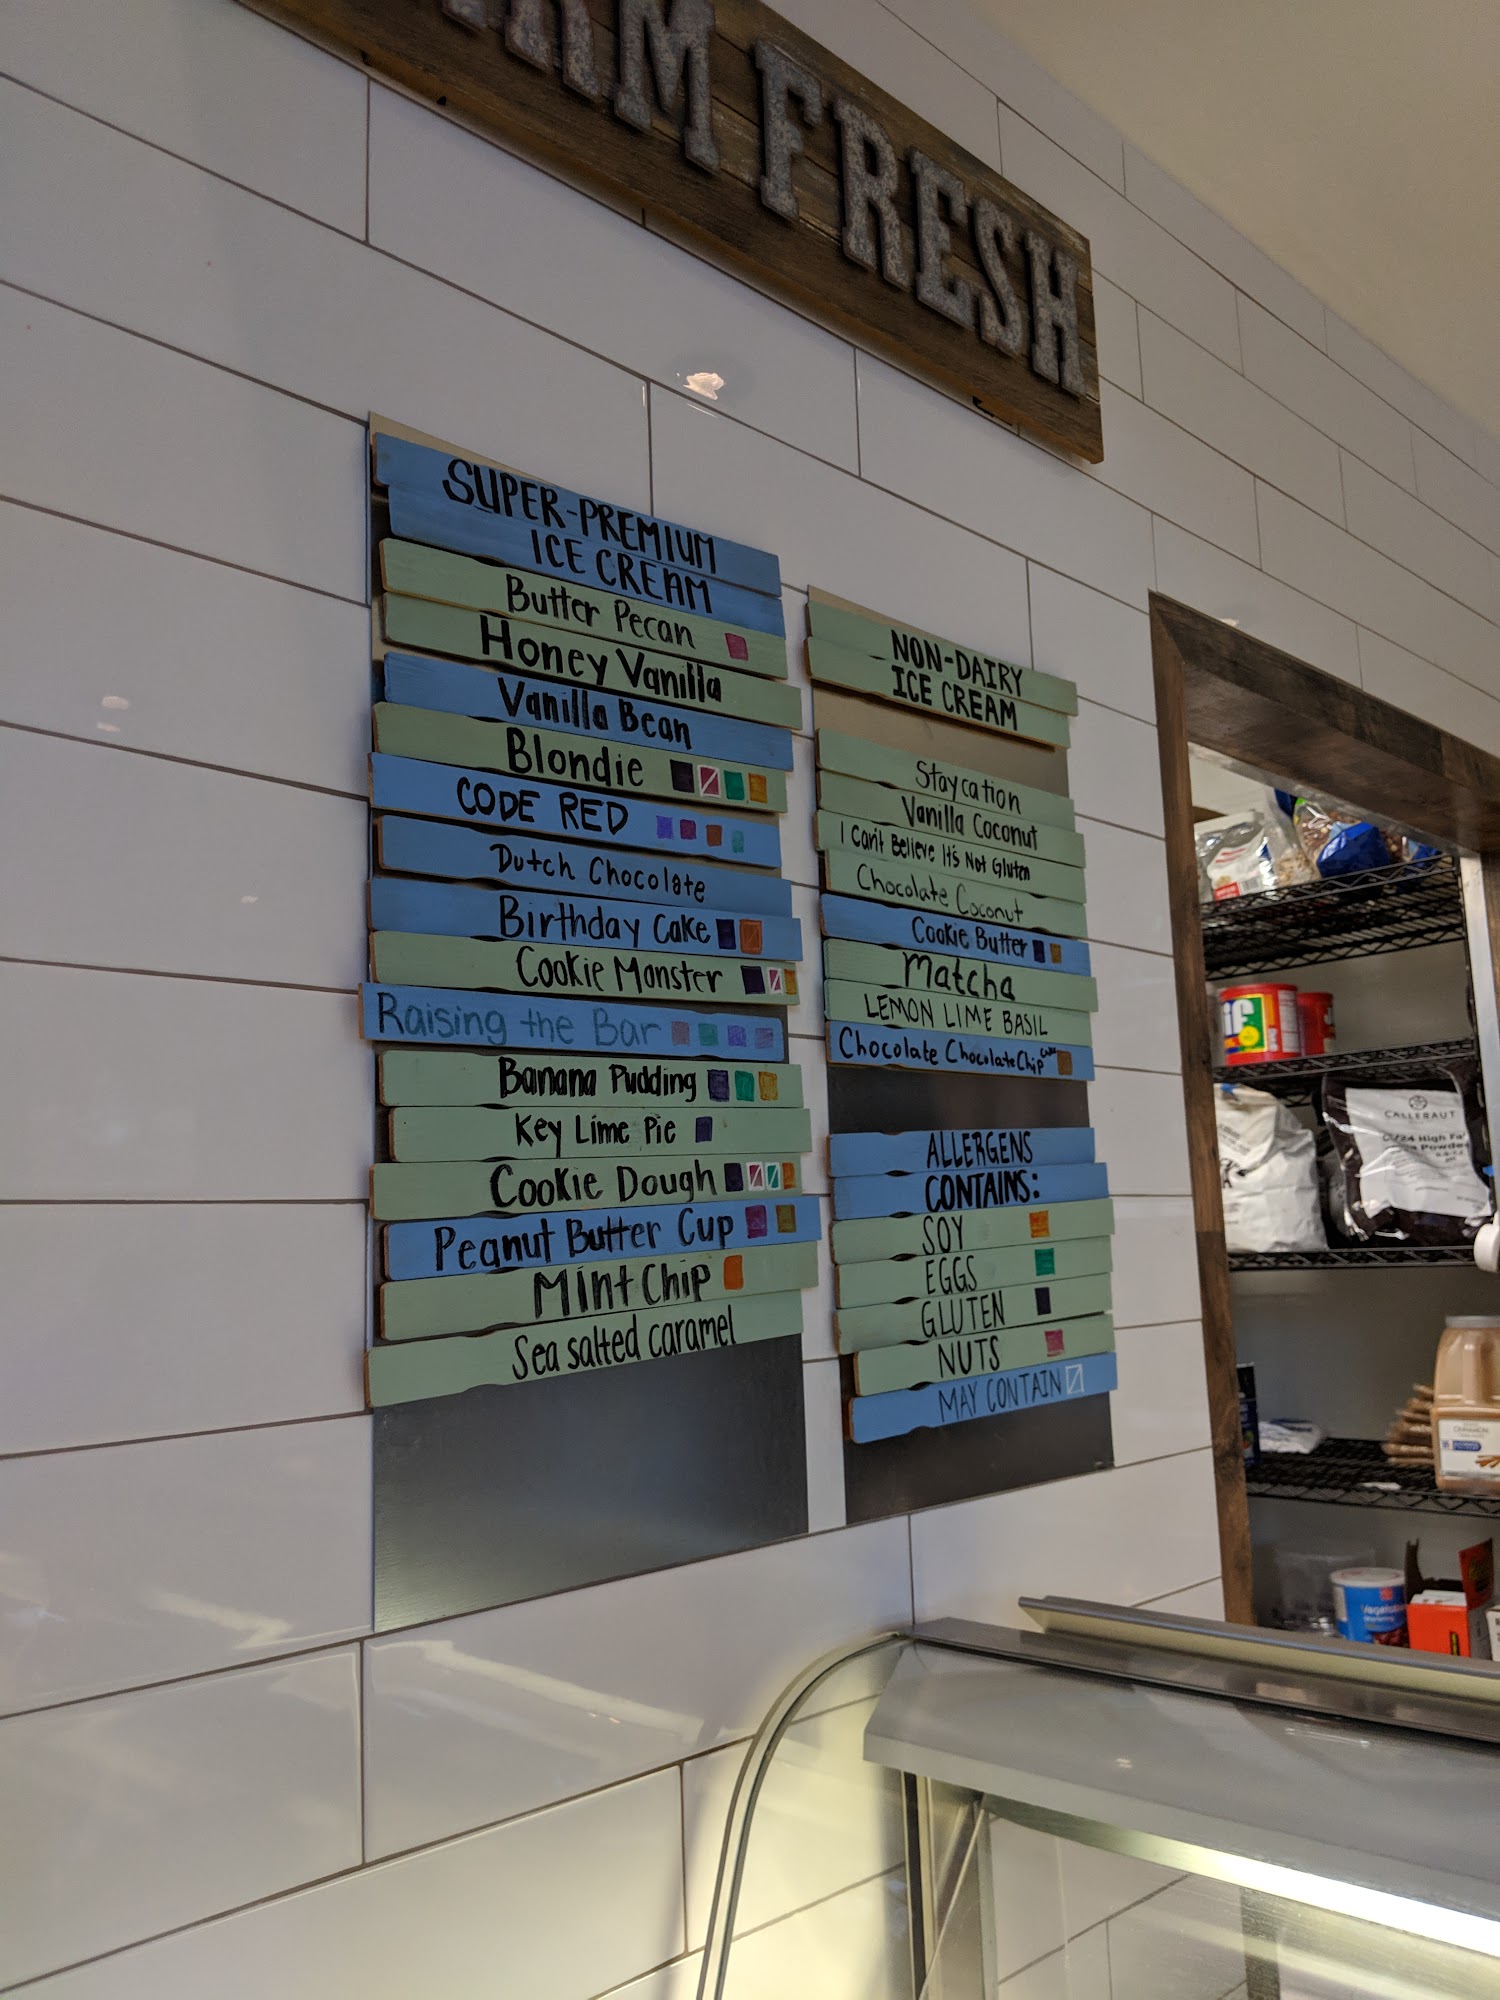 FRESH
SUPER-PREMIUM
ICE CREAM
Butter Pecan
Honey Vanilla
Vanilla Bean
Blondie
CODE RED
Dutch Chocolate
Birthday Cake
Cookie Monster
Raising the Bar
Banana Pudding
Key Lime Pie
Cookie Dough
Peanut Butter Cup
Mint Chip
Sea salted caramel
NON-DAIRY
ICE CREAM
Staycation
Vanilla Coconut
I Can't Believe It's Not Gluten
Chocolate Coconut
Cookie Butter
Matcha
LEMON LIME BASIL
Chocolate Chocolate Chip
ALLERGENS
CONTAINS:
SOY
EGGS
GLUTEN
NUTS
MAY CONTAIN
CALLEBAUT